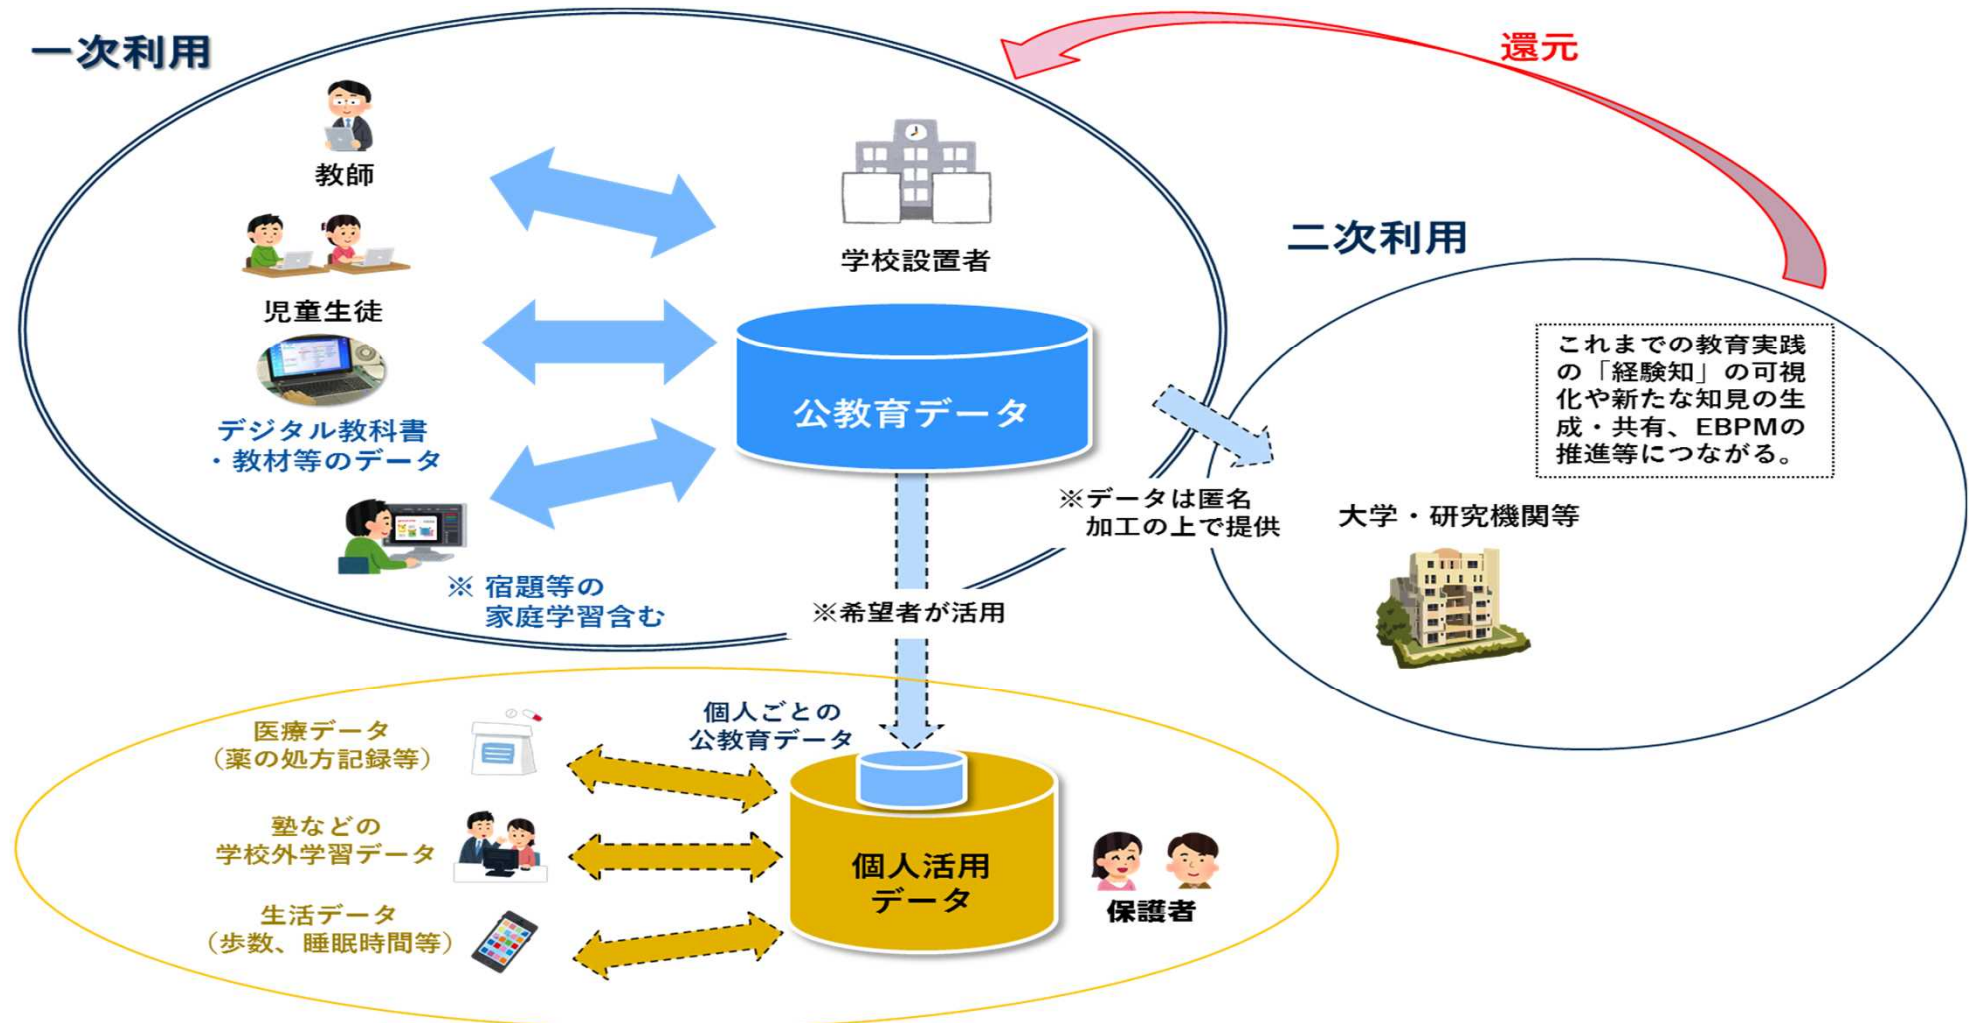 一次利用
還元
教師
学校設置者
二次利用
児童生徒
デジタル教科書
・教材等のデータ
公教育データ
これまでの教育実践
の「経験知」の可視
化や新たな知見の生
成・共有、EBPMの
推進等につながる。
※データは匿名
加工の上で提供
大学・研究機関等
※ 宿題等の
家庭学習含む
※希望者が活用
個人ごとの
公教育データ
医療データ
（薬の処方記録等）
塾などの
学校外学習データ
生活データ
（歩数、睡眠時間等）
個人活用
データ
保護者